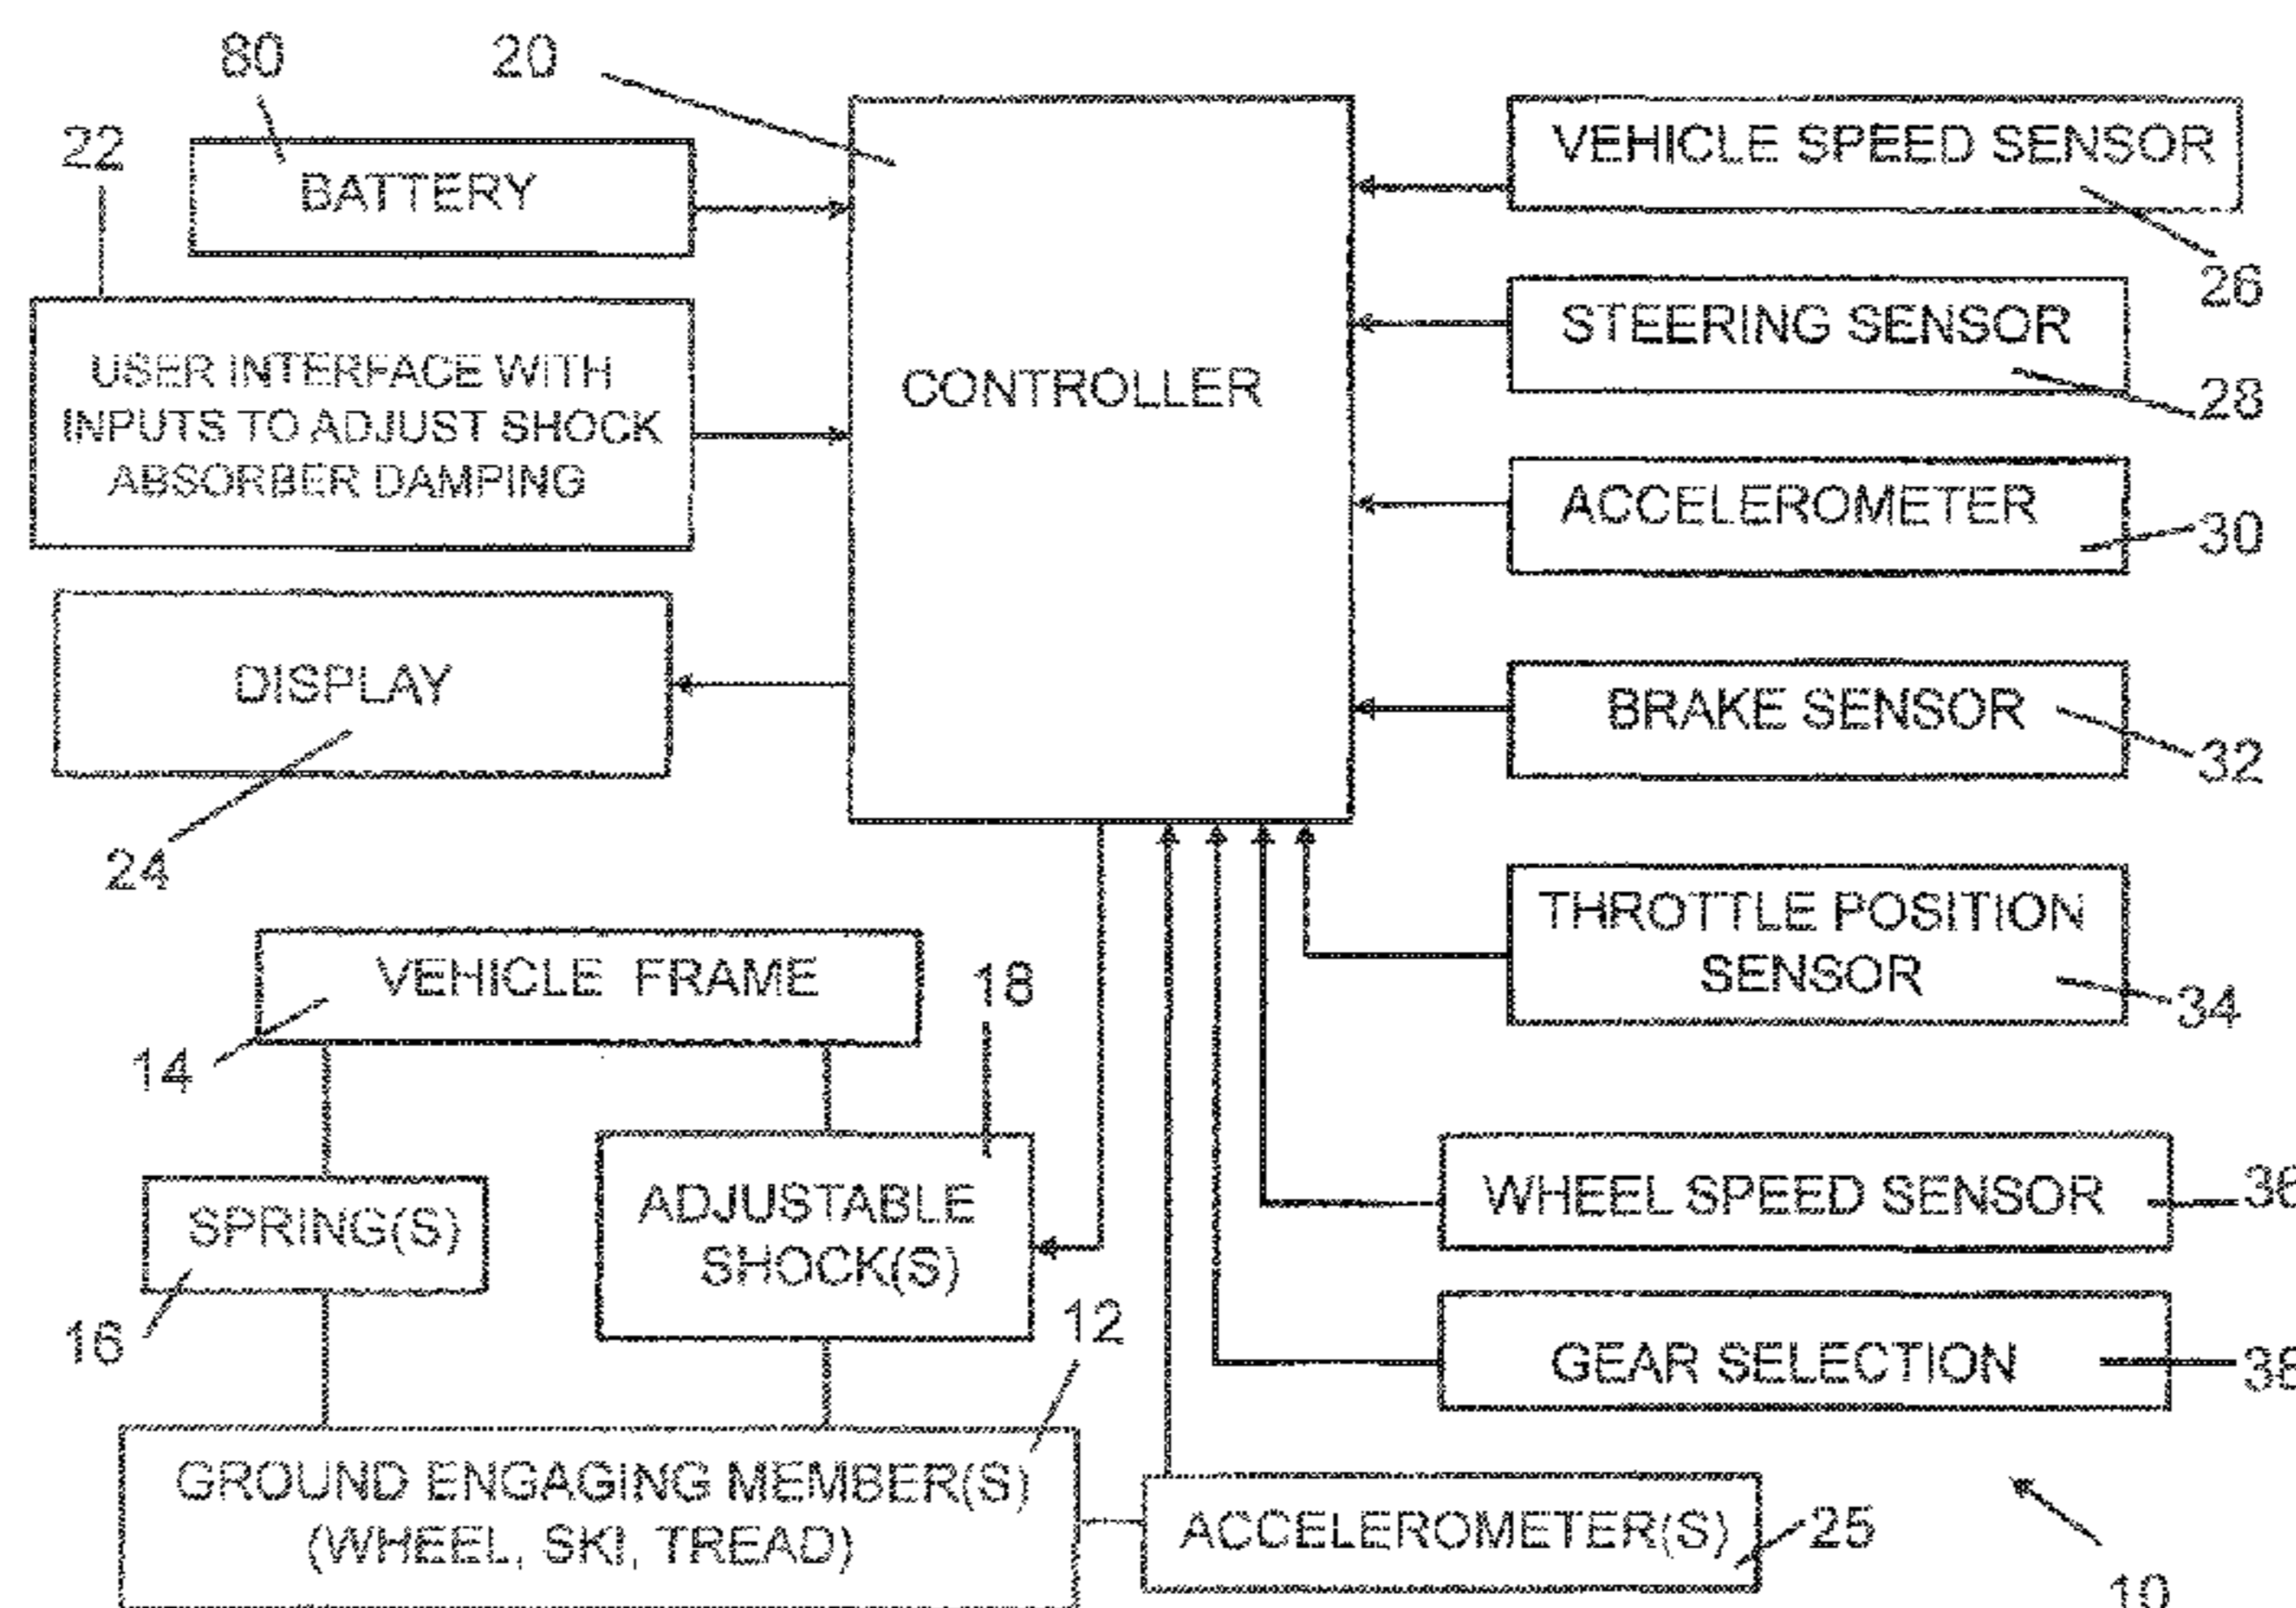 80
20
22
BATTERY
VEHICLE SPEED SENSOR
26
USER INTERFACE WITH
INPUTS TO ADJUST SHOCK
ABSORBER DAMPING
CONTROLLER
STEERING SENSOR
28
ACCELEROMETER
30
DISPLAY
24
BRAKE SENSOR
32
THROTTLE POSITION
SENSOR
34
VEHICLE FRAME
14
18
SPRING(S)
16
ADJUSTABLE
SHOCK(S)
12
WHEEL SPEED SENSOR
36
GEAR SELECTION
GROUND ENGAGING MEMBER(S)
(WHEEL, SKI, TREAD)
ACCELEROMETER(S)
25
10